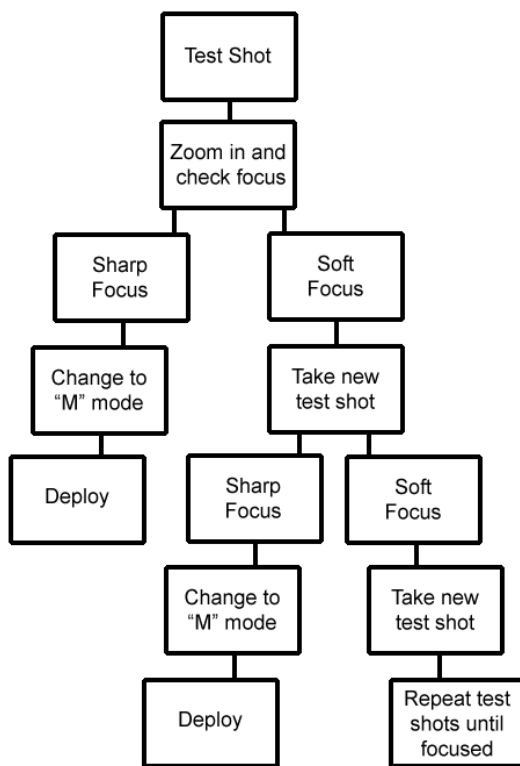 Test Shot
Zoom in and
check focus
Sharp
Focus
Soft
Focus
Change to
“M” mode
Take new
test shot
Deploy
Sharp
Focus
Soft
Focus
Change to
“M” mode
Take new
test shot
Deploy
Repeat test
shots until
focused